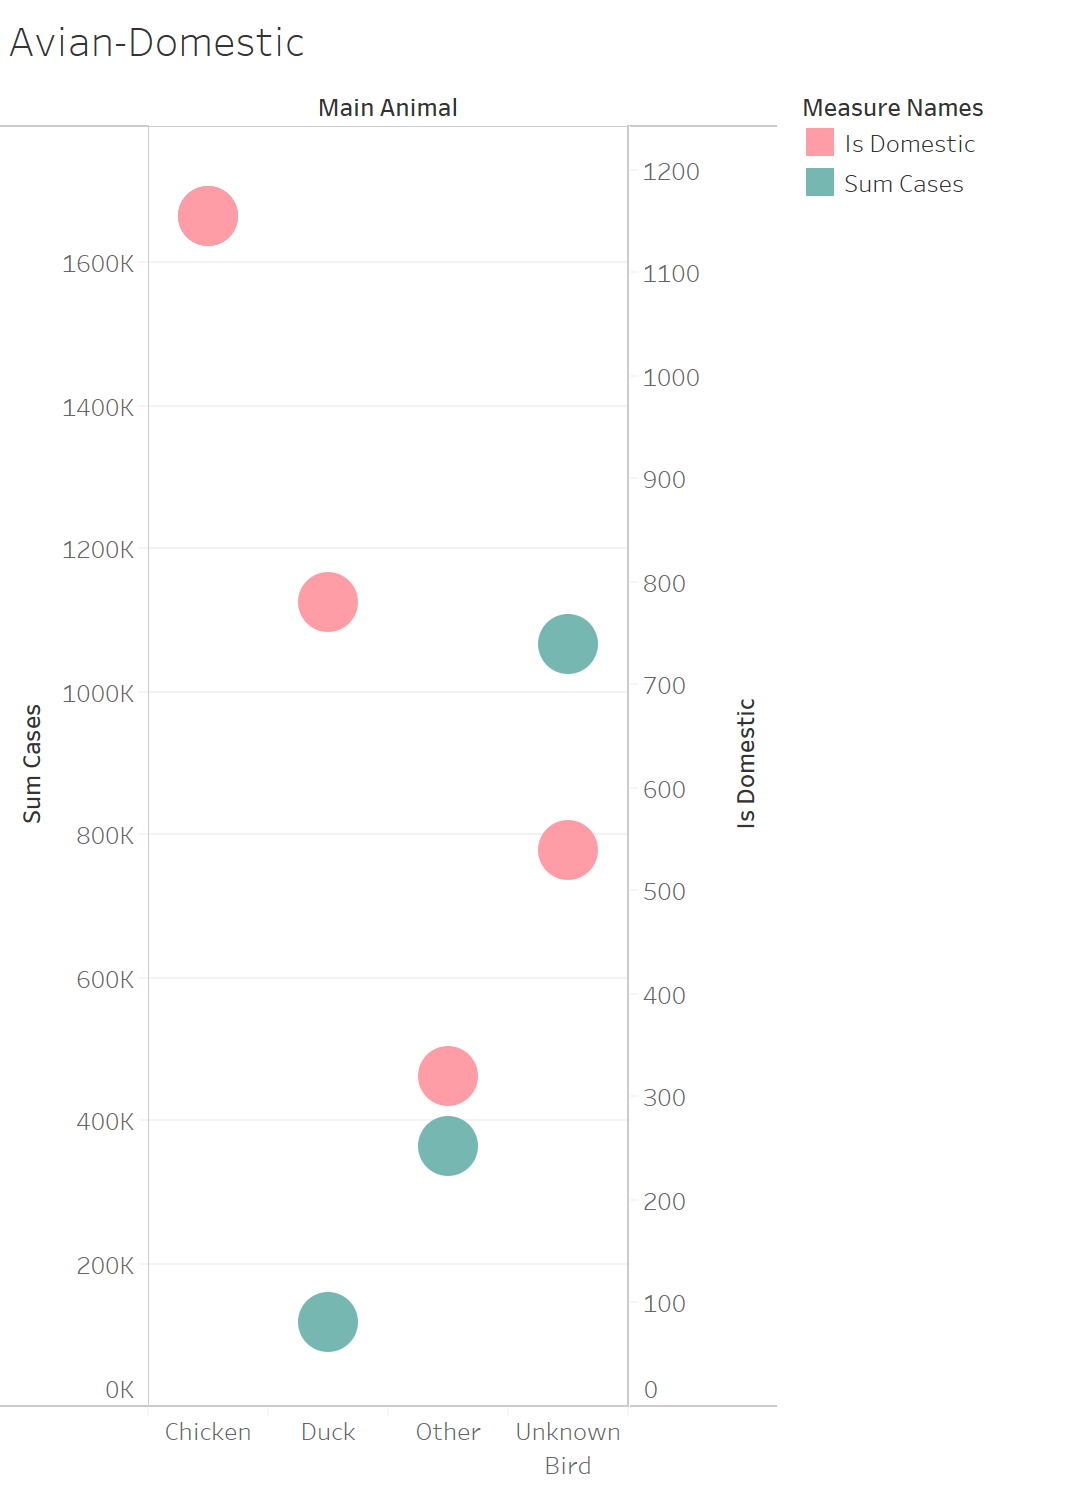 Avian-Domestic
Main Animal
Measure Names
Is Domestic
Sum Cases
1600K
1400K
1200K
1000K
800K
600K
400K
200K
0K
Sum Cases
1200
1100
1000
900
800
700
600
500
400
300
200
100
0
Is Domestic
Chicken
Duck
Other
Unknown
Bird